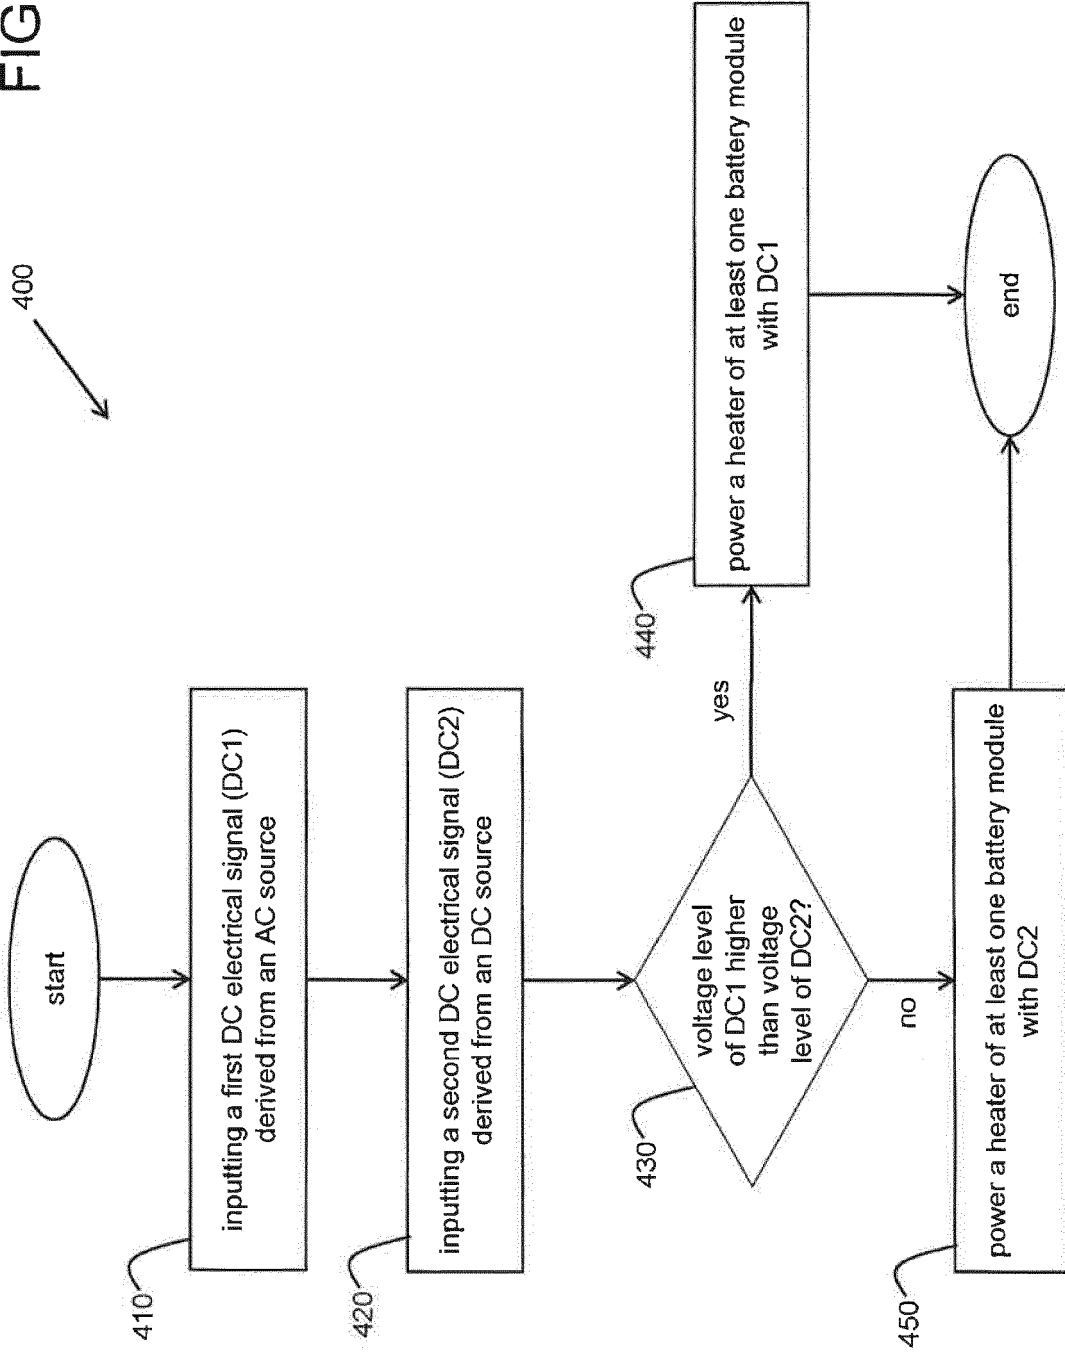 FIG
400
start
410
inputting a first DC electrical signal (DC1)
derived from an AC source
420
inputting a second DC electrical signal (DC2)
derived from an DC source
430
voltage level
of DC1 higher
than voltage
level of DC2?
yes
440
power a heater of at least one battery module
with DC1
no
450
power a heater of at least one battery module
with DC2
end